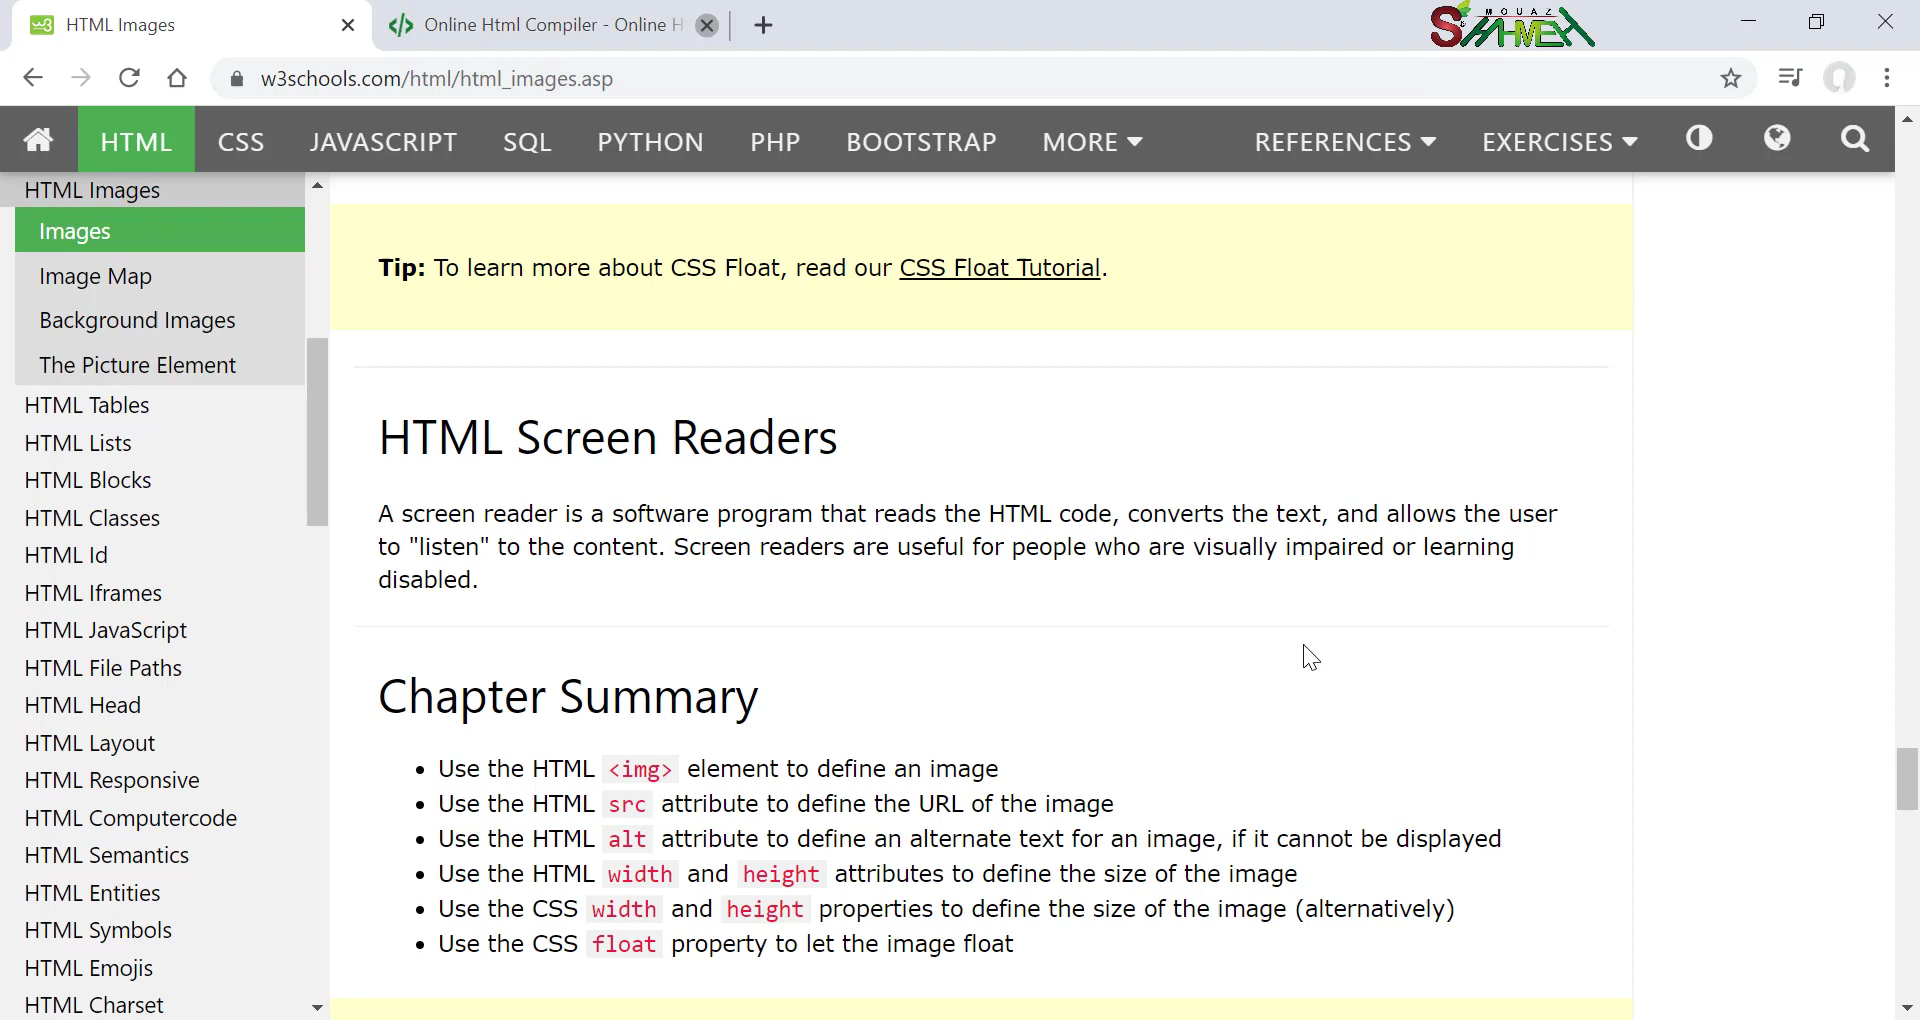 HTML Images
Online Html Compiler - Online H
MOUAZ
w3schools.com/html/html_images.asp
HTML CSS JAVASCRIPT SQL PYTHON PHP BOOTSTRAP MORE REFERENCES EXERCISES
HTML Images
Images
Image Map
Background Images
The Picture Element
HTML Tables
HTML Lists
HTML Blocks
HTML Classes
HTML Id
HTML Iframes
HTML JavaScript
HTML File Paths
HTML Head
HTML Layout
HTML Responsive
HTML Computercode
HTML Semantics
HTML Entities
HTML Symbols
HTML Emojis
HTML Charset
Tip: To learn more about CSS Float, read our CSS Float Tutorial.
HTML Screen Readers
A screen reader is a software program that reads the HTML code, converts the text, and allows the user
to "listen" to the content. Screen readers are useful for people who are visually impaired or learning
disabled.
Chapter Summary
• Use the HTML <img> element to define an image
• Use the HTML src attribute to define the URL of the image
• Use the HTML alt attribute to define an alternate text for an image, if it cannot be displayed
• Use the HTML width and height attributes to define the size of the image
• Use the CSS width and height properties to define the size of the image (alternatively)
• Use the CSS float property to let the image float